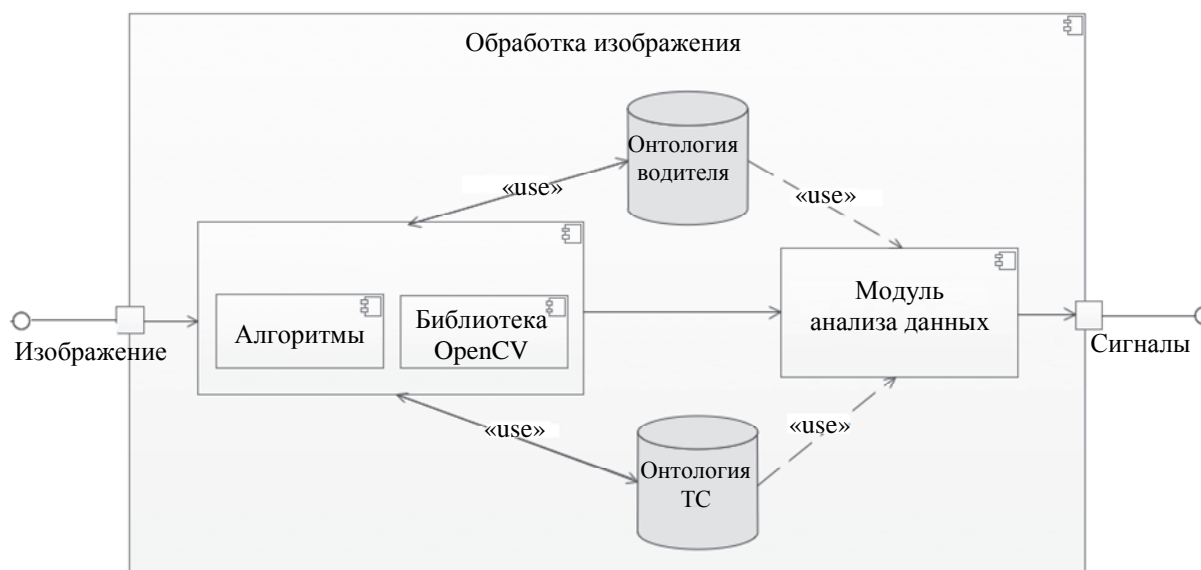 Обработка изображения
Онтология
водителя
«use»
«use»
Изображение
Алгоритмы
Библиотека
OpenCV
Модуль
анализа данных
Сигналы
«use»
«use»
Онтология
ТС